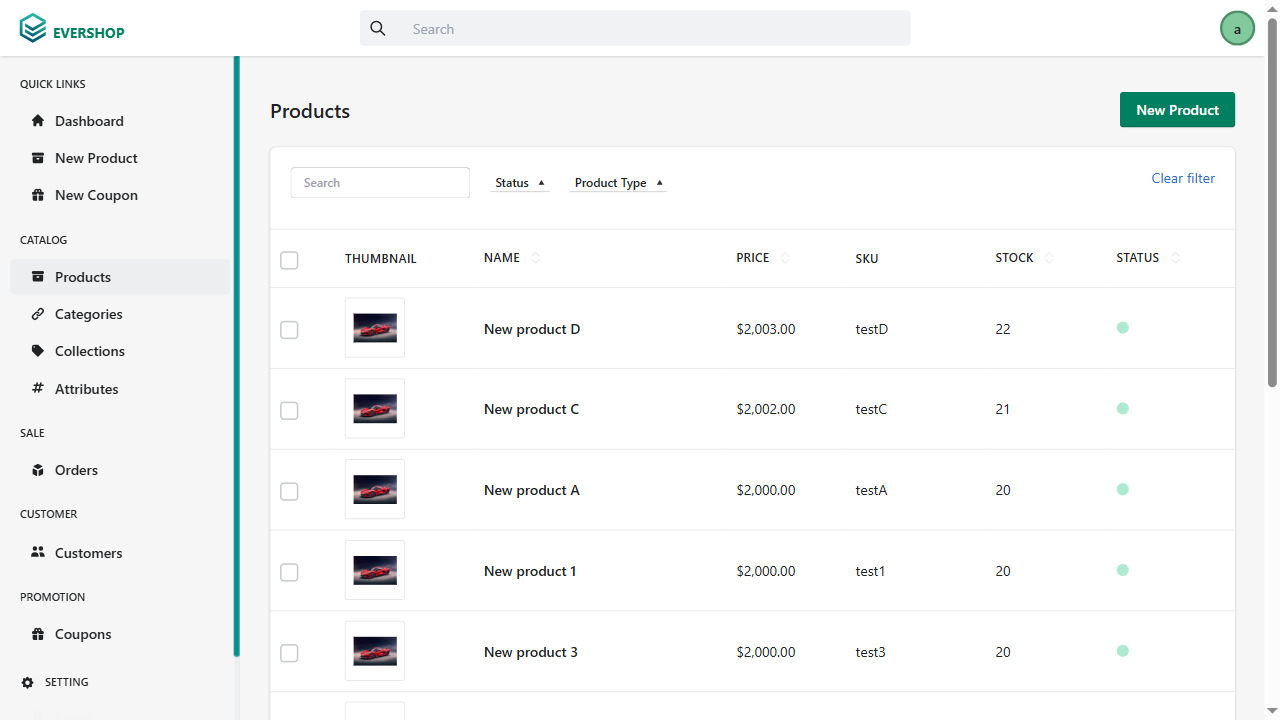 EVERSHOP
Search
a
QUICK LINKS
Dashboard
New Product
New Coupon
CATALOG
Products
Categories
Collections
Attributes
SALE
Orders
CUSTOMER
Customers
PROMOTION
Coupons
SETTING
Products
New Product
Search
Status
Product Type
Clear filter
THUMBNAIL NAME PRICE SKU STOCK STATUS
New product D $2,003.00 testD 22
New product C $2,002.00 testC 21
New product A $2,000.00 testA 20
New product 1 $2,000.00 test1 20
New product 3 $2,000.00 test3 20